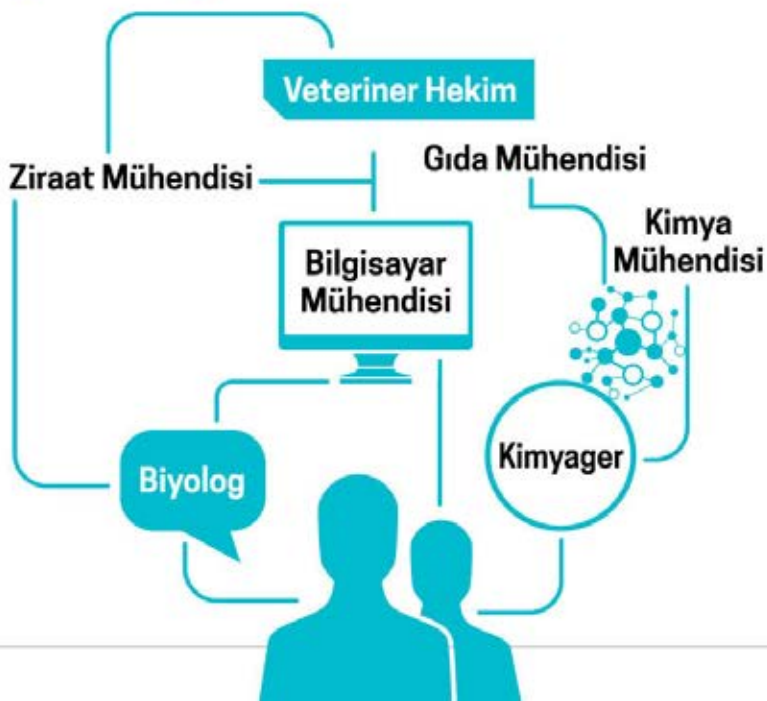 Veteriner Hekim
Gıda Mühendisi
Ziraat Mühendisi
Kimya
Mühendisi
Bilgisayar
Mühendisi
Kimyager
Biyolog